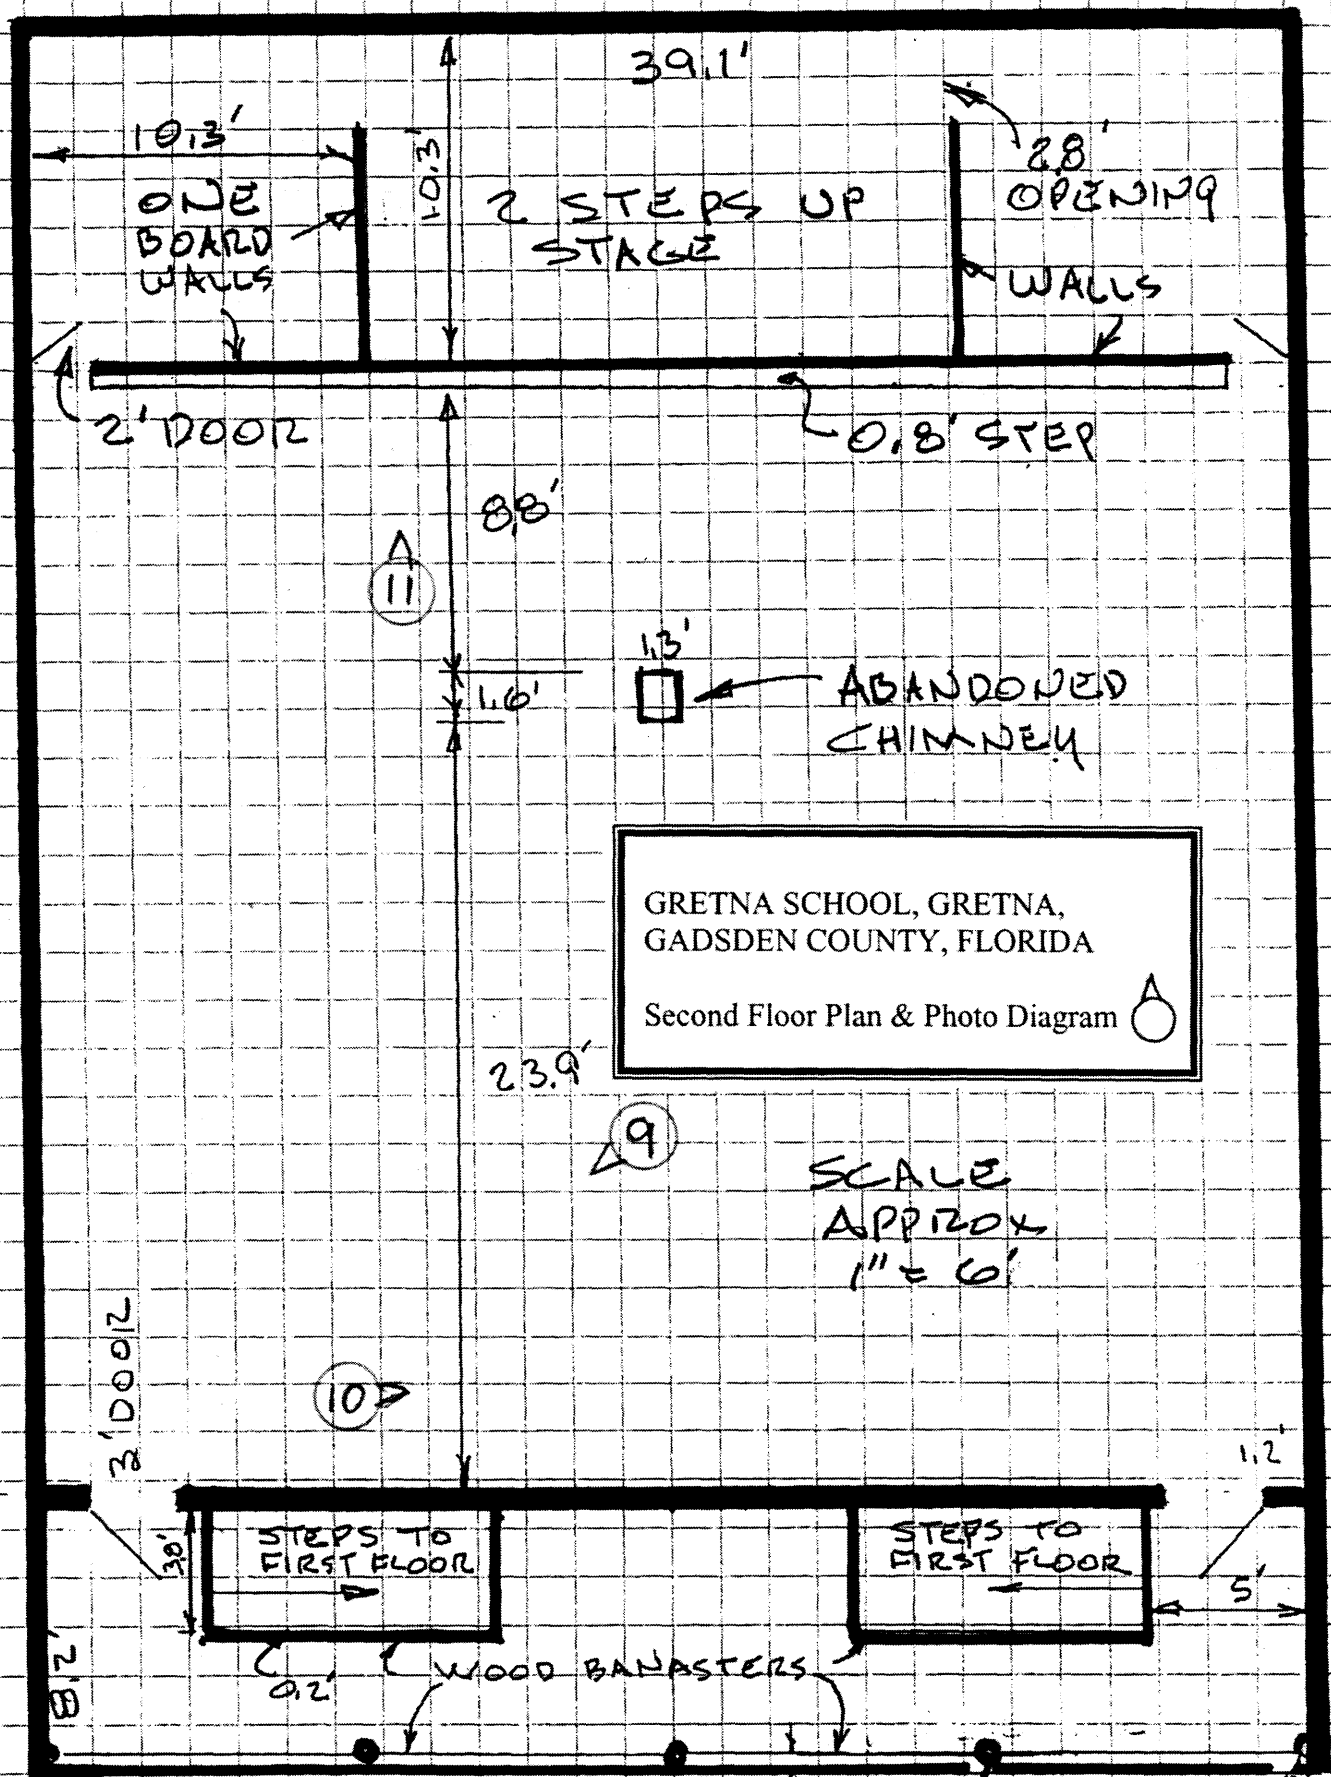 39.1'
10.3'
10.3'
2.8'
OPENING
ONE
BOARD
WALLS
2 STEPS UP
STAGE
WALLS
2' DOOR
0.8' STEP
8.8'
11
1.3'
1.6'
ABANDONED
CHIMNEY
GRETNA SCHOOL, GRETNA,
GADSDEN COUNTY, FLORIDA
Second Floor Plan & Photo Diagram
23.9'
9
SCALE
APPROX
1" = 6'
3' DOOR
10
1.2'
3.8'
STEPS TO
FIRST FLOOR
STEPS TO
FIRST FLOOR
5'
8.2'
0.2'
WOOD BANASTERS